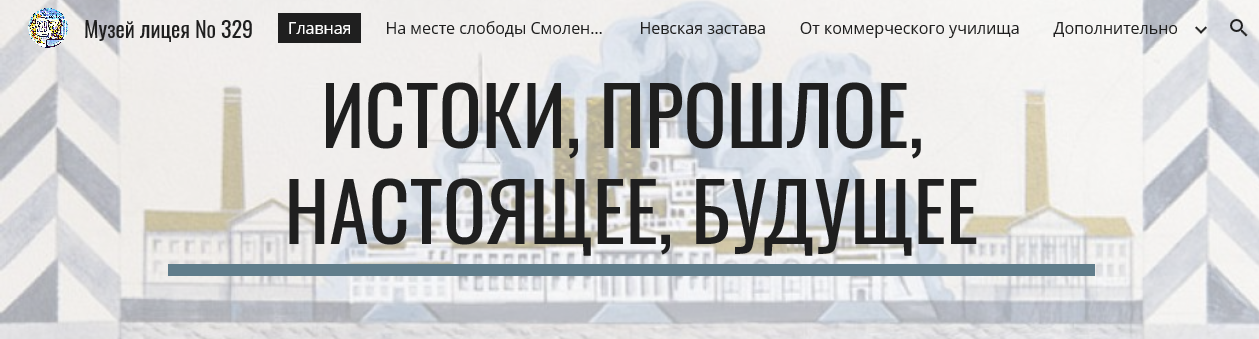 Музей лицея No 329
Главная
На месте слободы Смолен...
Невская застава
От коммерческого училища
Дополнительно
ИСТОКИ, ПРОШЛОЕ,
НАСТОЯЩЕЕ, БУДУЩЕЕ